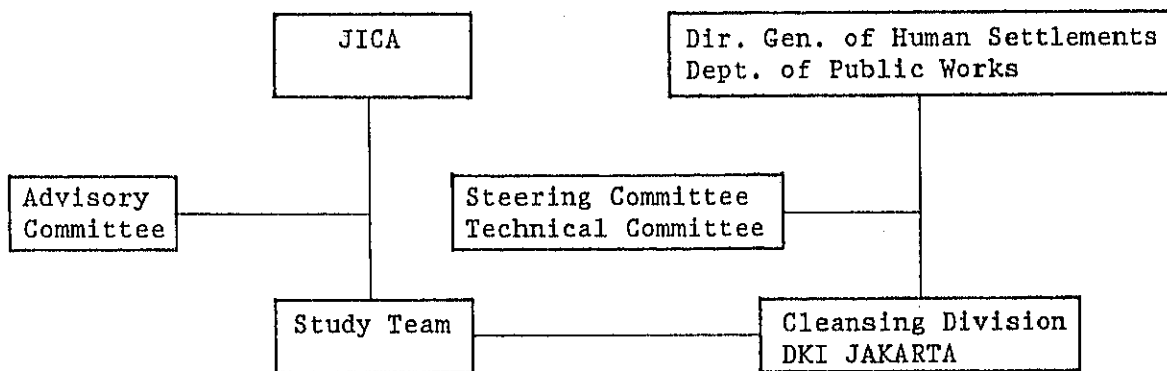 JICA
Dir. Gen. of Human Settlements
Dept. of Public Works
Advisory
Committee
Steering Committee
Technical Committee
Study Team
Cleansing Division
DKI JAKARTA